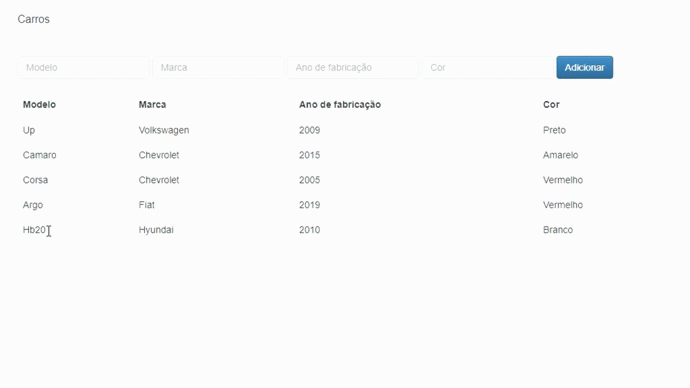 Carros
Modelo Marca Ano de fabricação Cor Adicionar
Modelo Marca Ano de fabricação Cor
Up Volkswagen 2009 Preto
Camaro Chevrolet 2015 Amarelo
Corsa Chevrolet 2005 Vermelho
Argo Fiat 2019 Vermelho
Hb20 Hyundai 2010 Branco